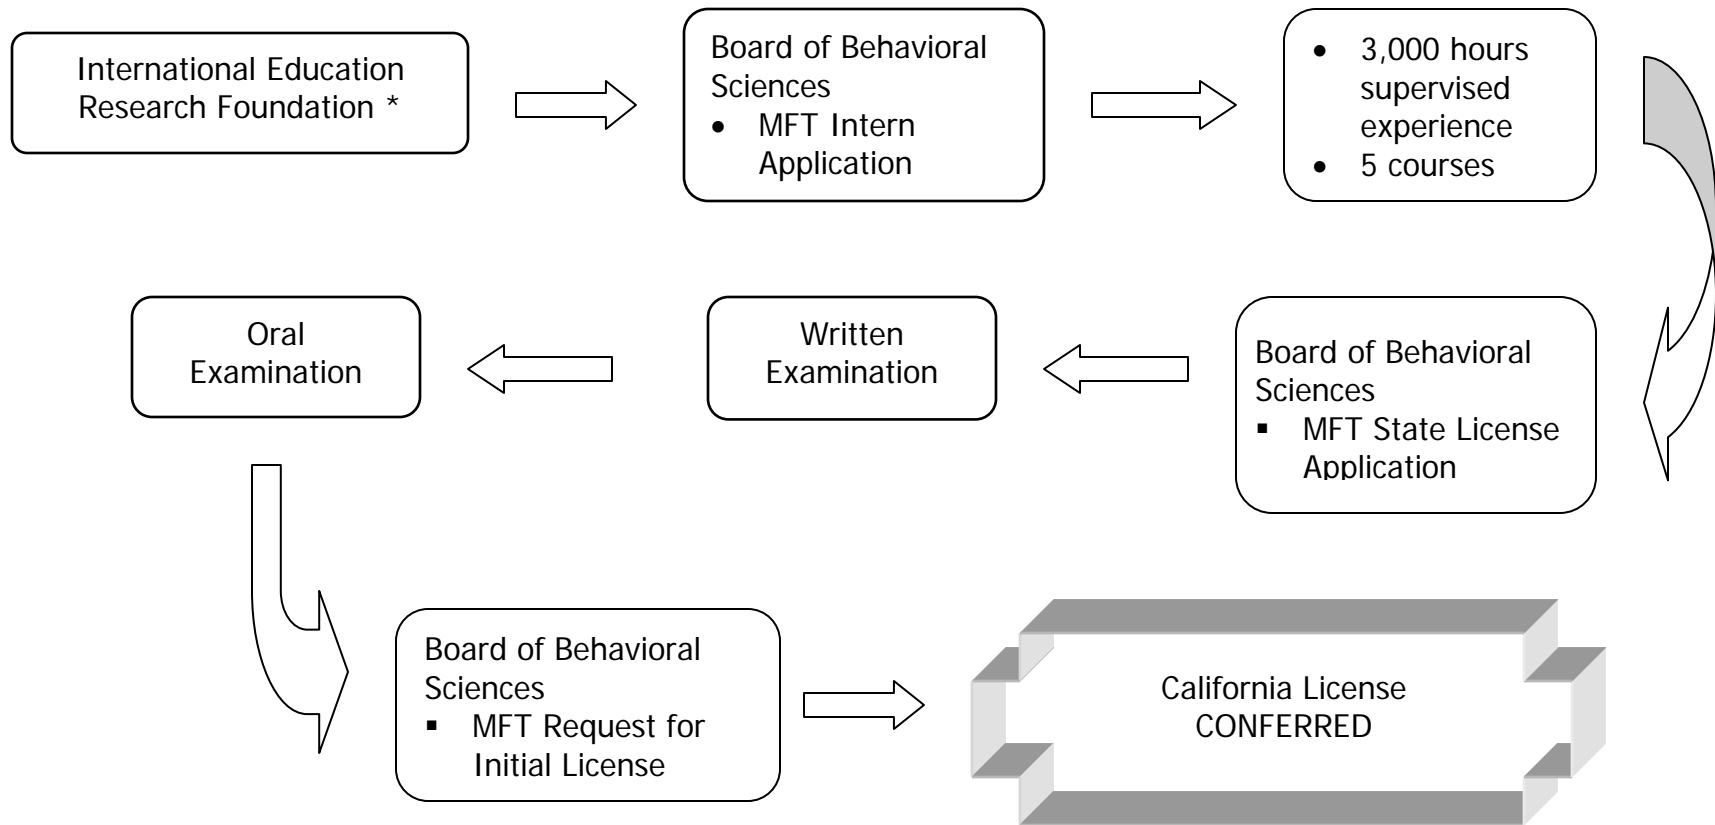 International Education
Research Foundation *
Board of Behavioral
Sciences
• MFT Intern
Application
• 3,000 hours
supervised
experience
• 5 courses
Board of Behavioral
Sciences
▪ MFT State License
Application
Written
Examination
Oral
Examination
Board of Behavioral
Sciences
▪ MFT Request for
Initial License
California License
CONFERRED